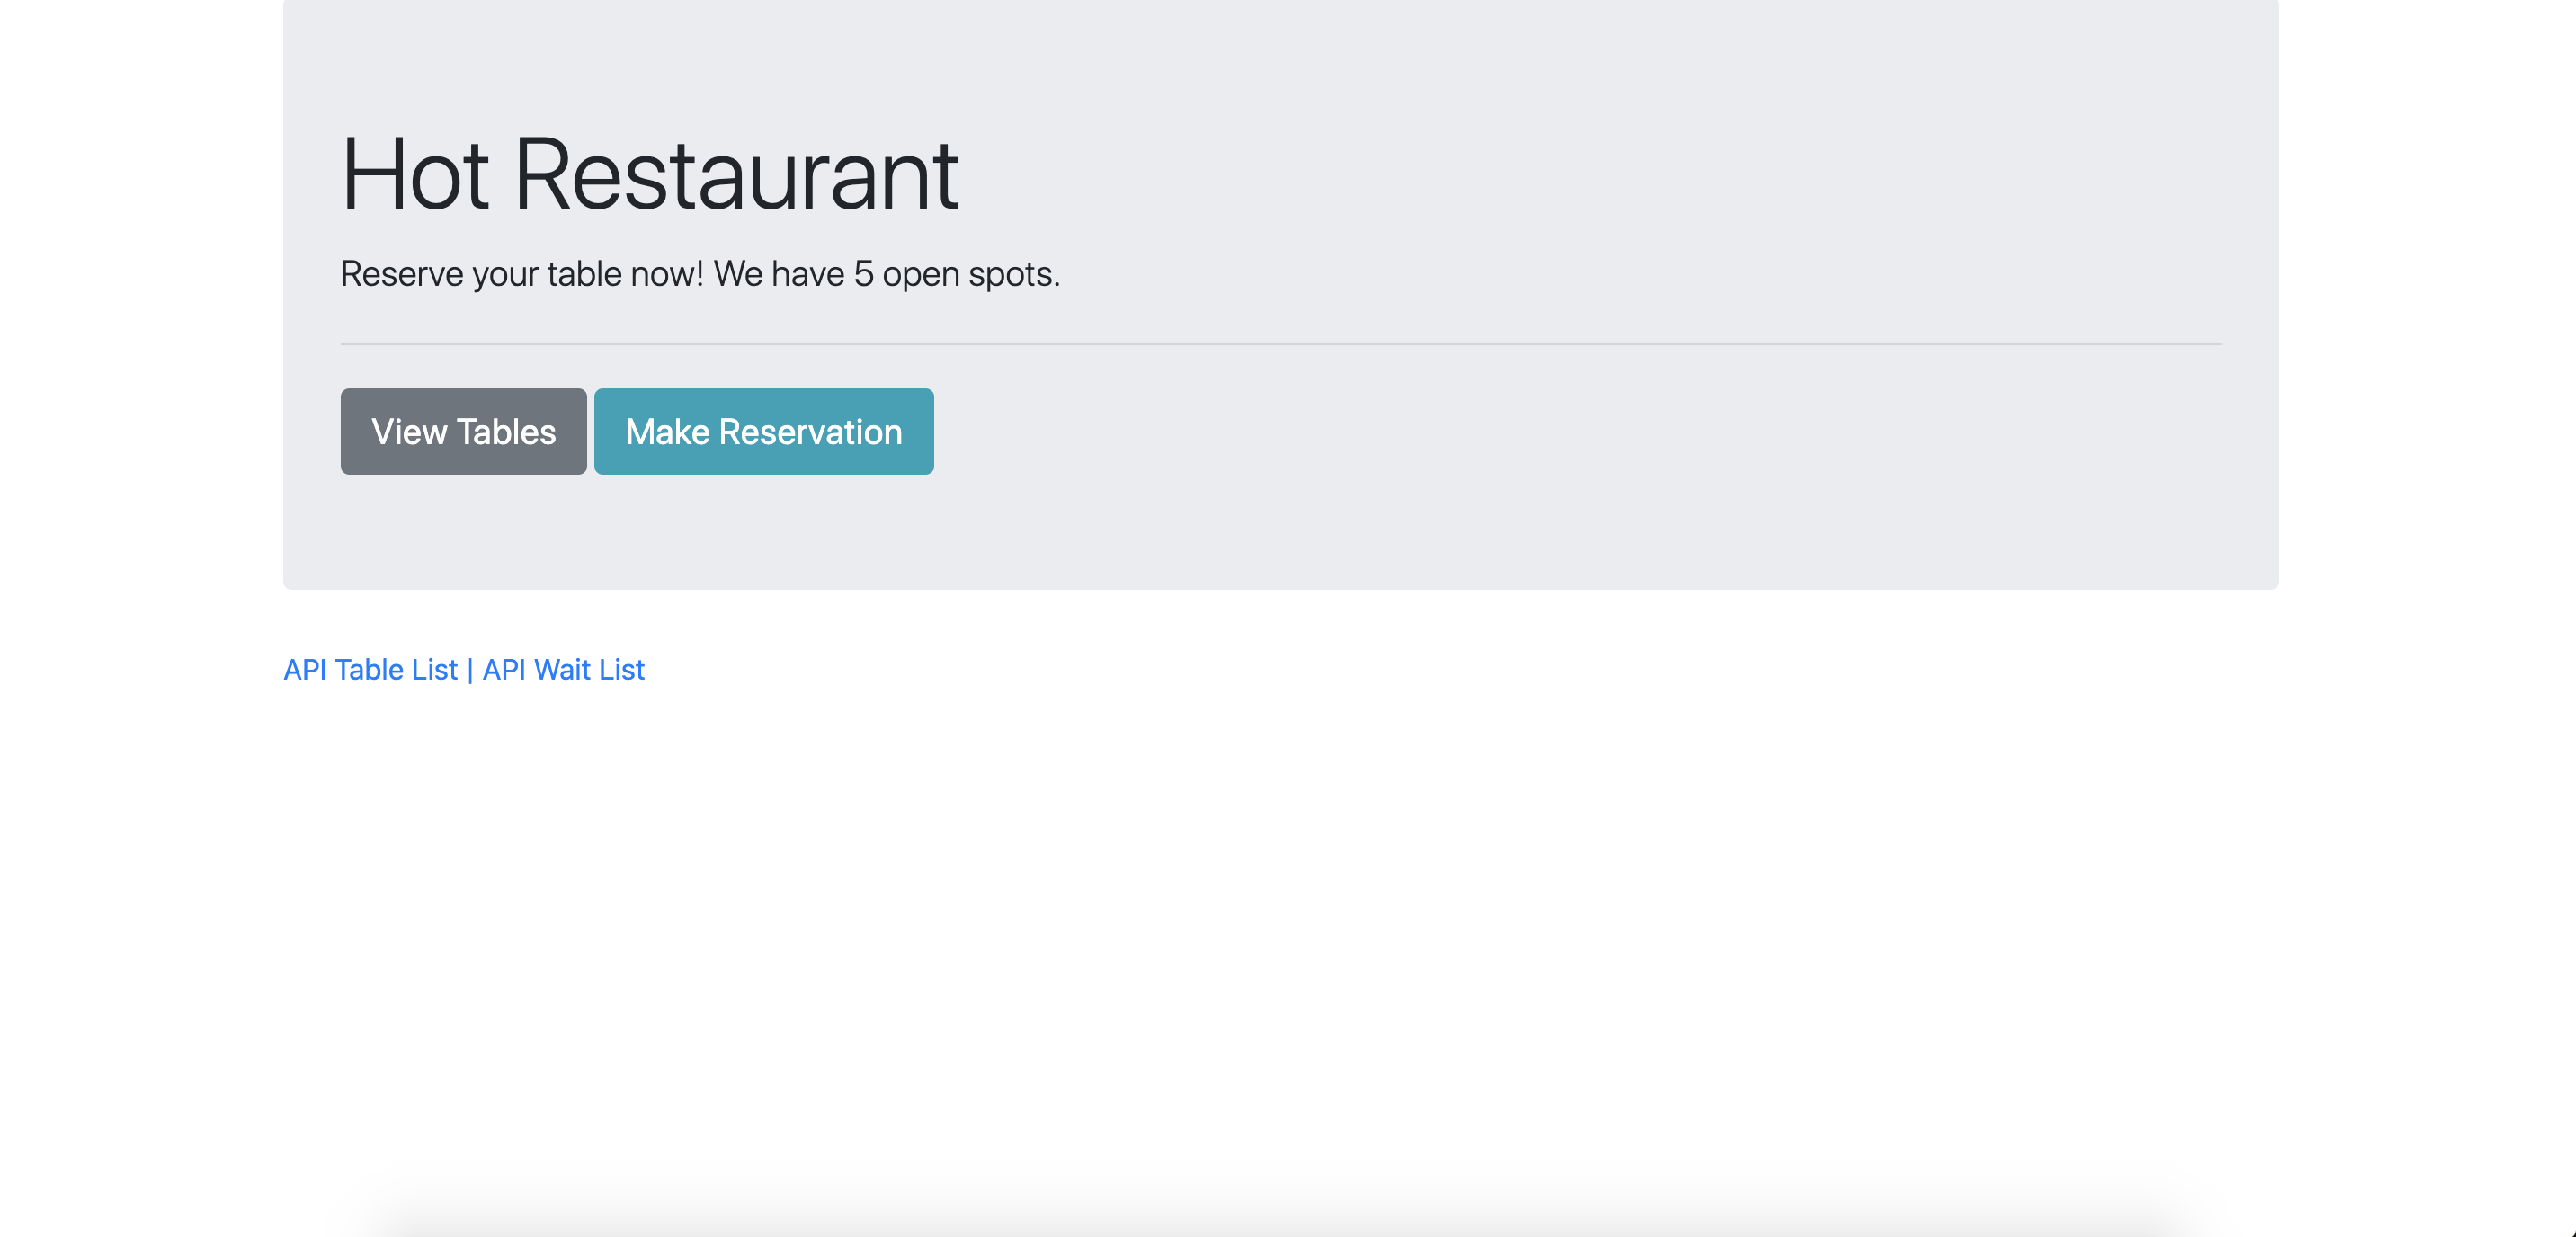 Hot Restaurant
Reserve your table now! We have 5 open spots.
View Tables Make Reservation
API Table List | API Wait List